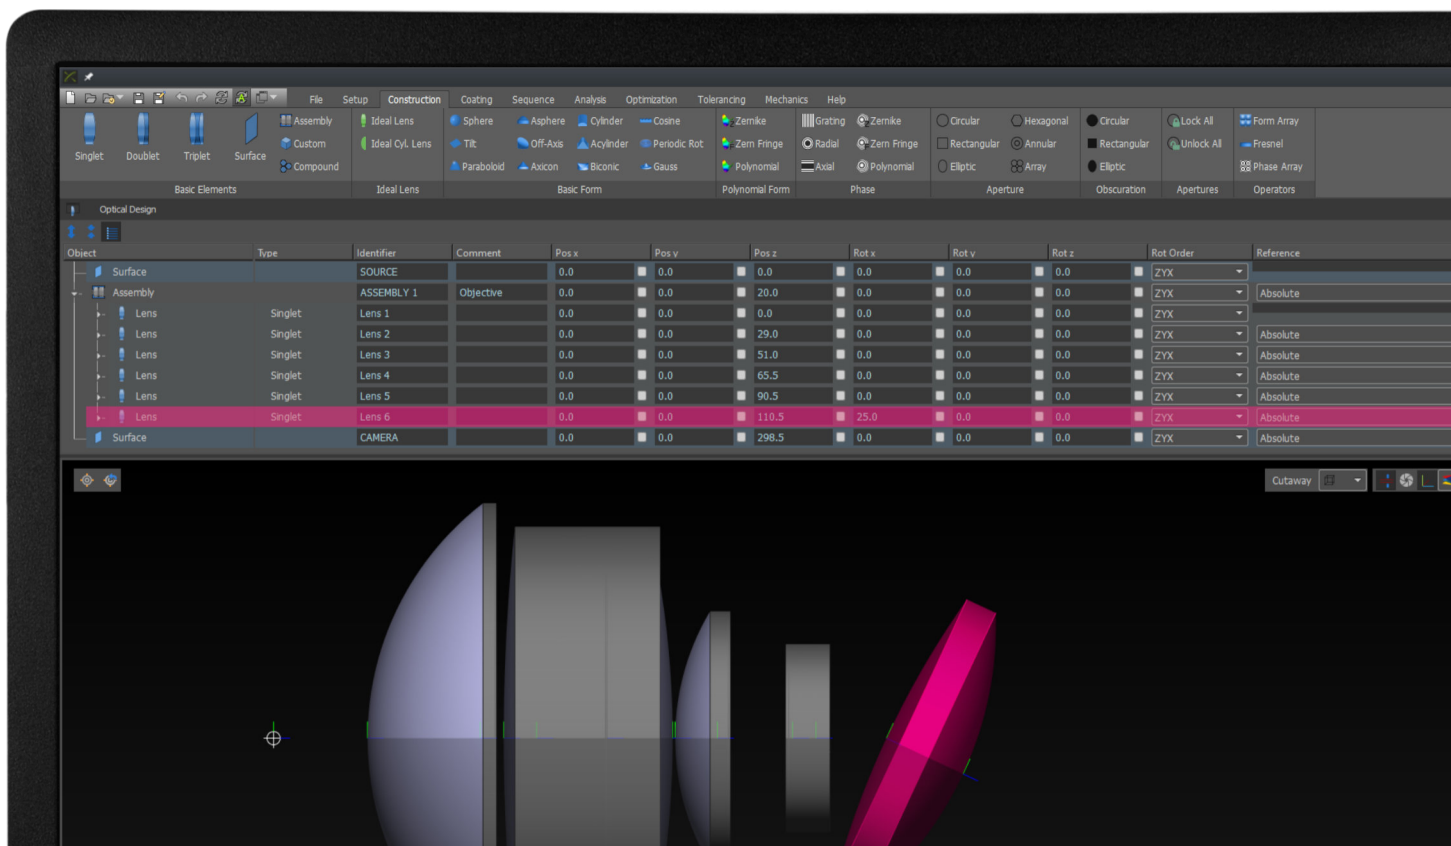 File Setup Construction Coating Sequence Analysis Optimization Tolerancing Mechanics Help
Assembly Ideal Lens Sphere Asphere Cylinder Cosine Zernike Grating Zernike Circular Hexagonal Circular Lock All Form Array
Custom Ideal Cyl. Lens Tilt Off-Axis Acylinder Periodic Rot Zern Fringe Radial Zern Fringe Rectangular Annular Rectangular Unlock All Fresnel
Singlet Doublet Triplet Surface
Compound Paraboloid Axicon Biconic Gauss Polynomial Axial Polynomial Elliptic Array Elliptic Phase Array
Basic Elements Ideal Lens Basic Form Polynomial Form Phase Aperture Obscuration Apertures Operators
Optical Design
Object Type Identifier Comment Pos x Pos y Pos z Rot x Rot y Rot z Rot Order Reference
Surface SOURCE 0.0 0.0 0.0 0.0 0.0 0.0 ZYX
Assembly ASSEMBLY 1 Objective 0.0 0.0 20.0 0.0 0.0 0.0 ZYX Absolute
Lens Singlet Lens 1 0.0 0.0 0.0 0.0 0.0 0.0 ZYX
Lens Singlet Lens 2 0.0 0.0 29.0 0.0 0.0 0.0 ZYX Absolute
Lens Singlet Lens 3 0.0 0.0 51.0 0.0 0.0 0.0 ZYX Absolute
Lens Singlet Lens 4 0.0 0.0 65.5 0.0 0.0 0.0 ZYX Absolute
Lens Singlet Lens 5 0.0 0.0 90.5 0.0 0.0 0.0 ZYX Absolute
Lens Singlet Lens 6 0.0 0.0 110.5 25.0 0.0 0.0 ZYX Absolute
Surface CAMERA 0.0 0.0 298.5 0.0 0.0 0.0 ZYX Absolute
Cutaway